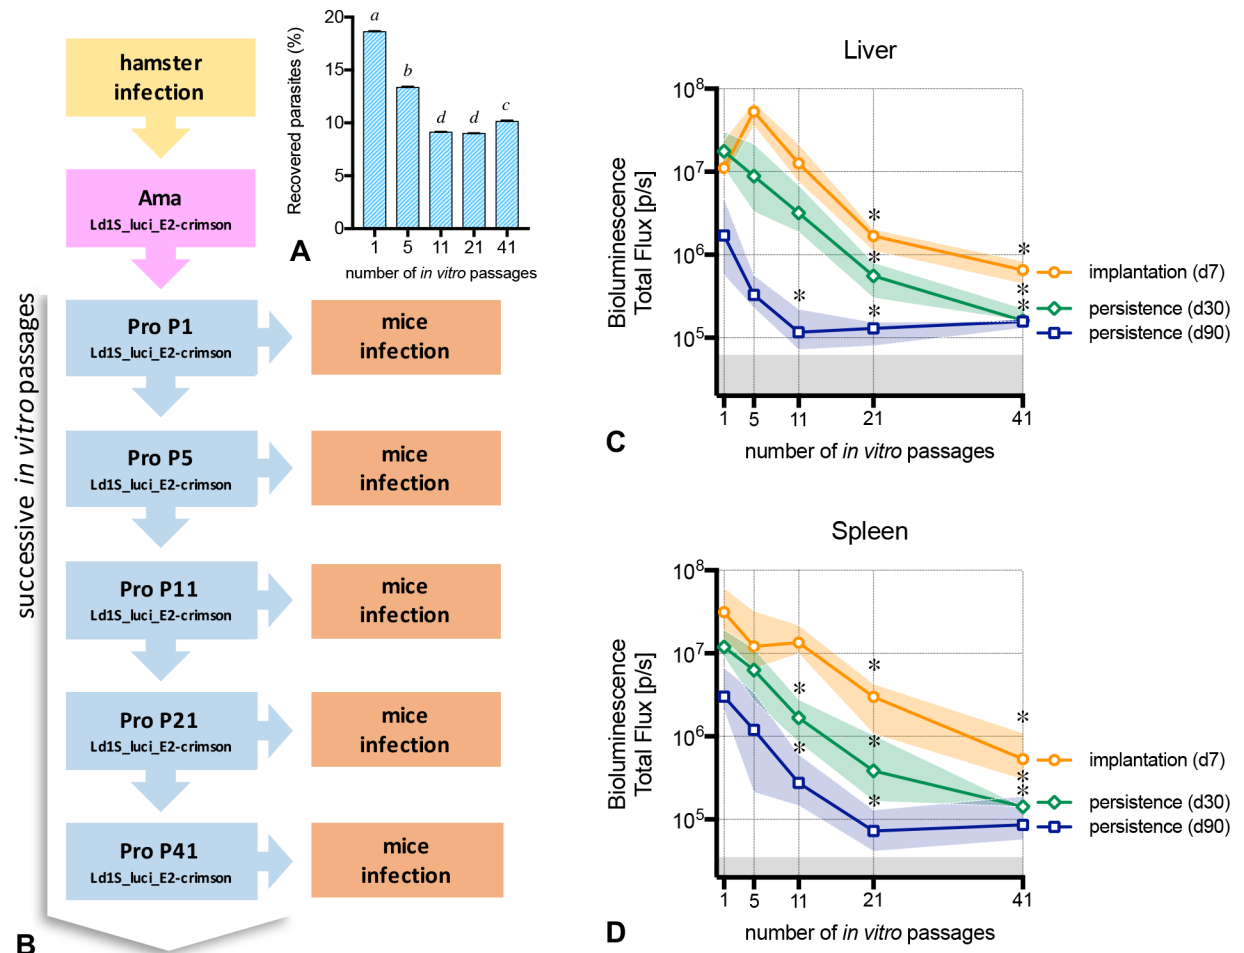 hamster
infection
Ama
Ld1S_luci_E2-crimson
successive in vitro passages
Pro P1
Ld1S_luci_E2-crimson
mice
infection
Pro P5
Ld1S_luci_E2-crimson
mice
infection
Pro P11
Ld1S_luci_E2-crimson
mice
infection
Pro P21
Ld1S_luci_E2-crimson
mice
infection
Pro P41
Ld1S_luci_E2-crimson
mice
infection
B
Recovered parasites (%)
20
15
10
5
0
a
b
d
d
c
1 5 11 21 41
number of in vitro passages
A
Liver
Bioluminescence
Total Flux [p/s]
10⁸
10⁷
10⁶
10⁵
*
*
*
*
*
*
*
*
implantation (d7)
persistence (d30)
persistence (d90)
1 5 11 21 41
number of in vitro passages
C
Spleen
Bioluminescence
Total Flux [p/s]
10⁸
10⁷
10⁶
10⁵
*
*
*
*
*
*
*
*
implantation (d7)
persistence (d30)
persistence (d90)
1 5 11 21 41
number of in vitro passages
D